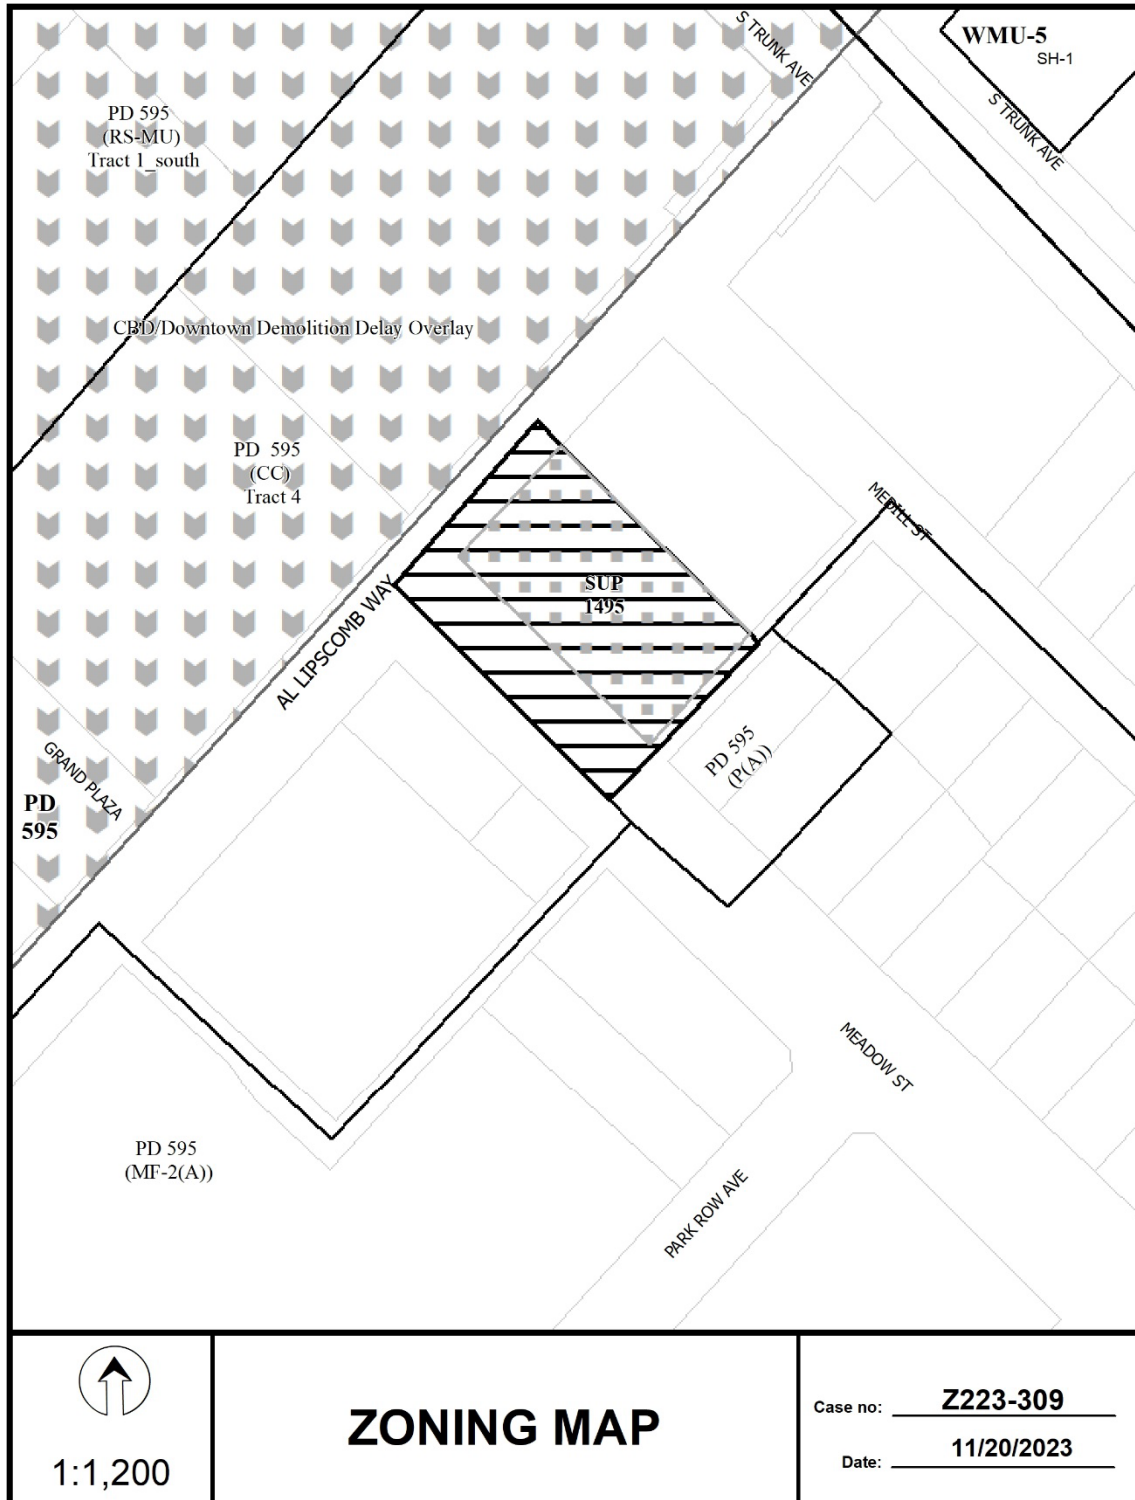 S TRUNK AVE
WMU-5
SH-1
S TRUNK AVE
PD 595
(RS-MU)
Tract 1_south
CBD/Downtown Demolition Delay Overlay
PD 595
(CC)
Tract 4
MEDILL ST
SUP
1495
AL LIPSCOMB WAY
GRAND PLAZA
PD 595
(P(A))
PD
595
MEADOW ST
PD 595
(MF-2(A))
PARK ROW AVE
1:1,200
ZONING MAP
Case no: Z223-309
Date: 11/20/2023